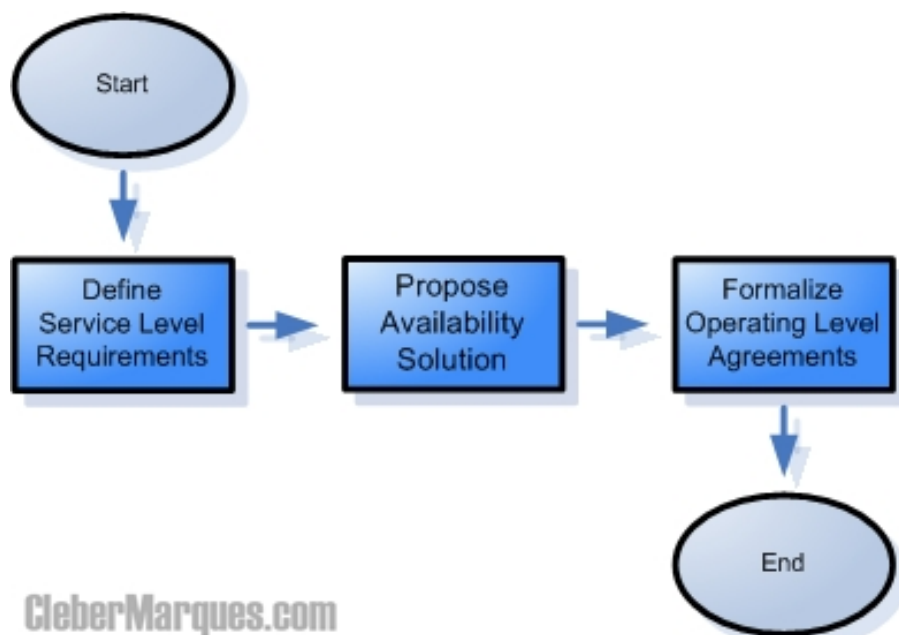 Start
Define
Service Level
Requirements
Propose
Availability
Solution
Formalize
Operating Level
Agreements
End
CleberMarques.com